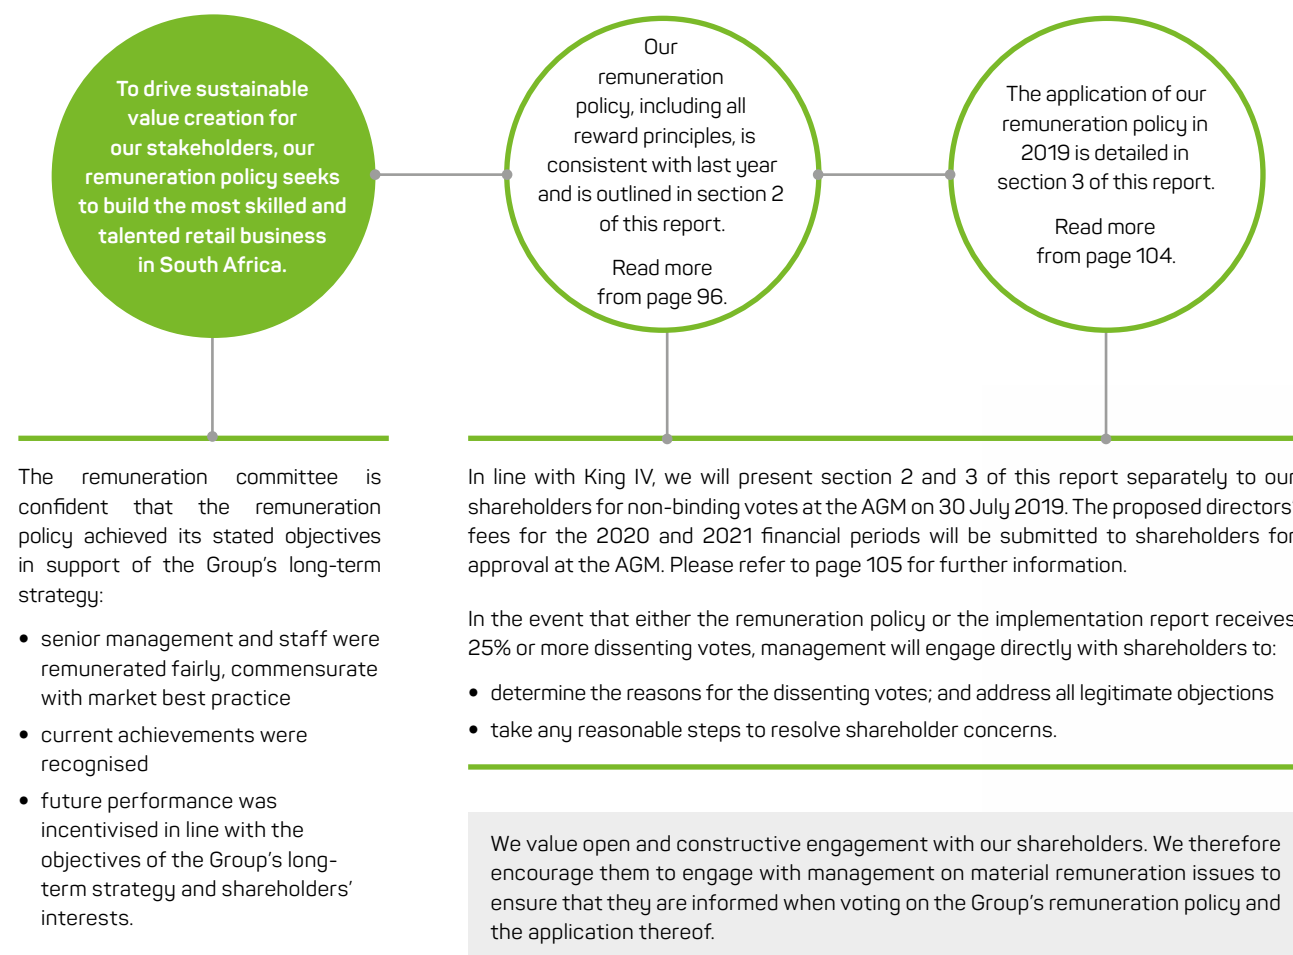 To drive sustainable
value creation for
our stakeholders, our
remuneration policy seeks
to build the most skilled and
talented retail business
in South Africa.
Our
remuneration
policy, including all
reward principles, is
consistent with last year
and is outlined in section 2
of this report.
Read more
from page 96.
The application of our
remuneration policy in
2019 is detailed in
section 3 of this report.
Read more
from page 104.
The remuneration committee is
confident that the remuneration
policy achieved its stated objectives
in support of the Group's long-term
strategy:
• senior management and staff were
remunerated fairly, commensurate
with market best practice
• current achievements were
recognised
• future performance was
incentivised in line with the
objectives of the Group's long-
term strategy and shareholders'
interests.
In line with King IV, we will present section 2 and 3 of this report separately to our
shareholders for non-binding votes at the AGM on 30 July 2019. The proposed directors'
fees for the 2020 and 2021 financial periods will be submitted to shareholders for
approval at the AGM. Please refer to page 105 for further information.
In the event that either the remuneration policy or the implementation report receives
25% or more dissenting votes, management will engage directly with shareholders to:
• determine the reasons for the dissenting votes; and address all legitimate objections
• take any reasonable steps to resolve shareholder concerns.
We value open and constructive engagement with our shareholders. We therefore
encourage them to engage with management on material remuneration issues to
ensure that they are informed when voting on the Group's remuneration policy and
the application thereof.